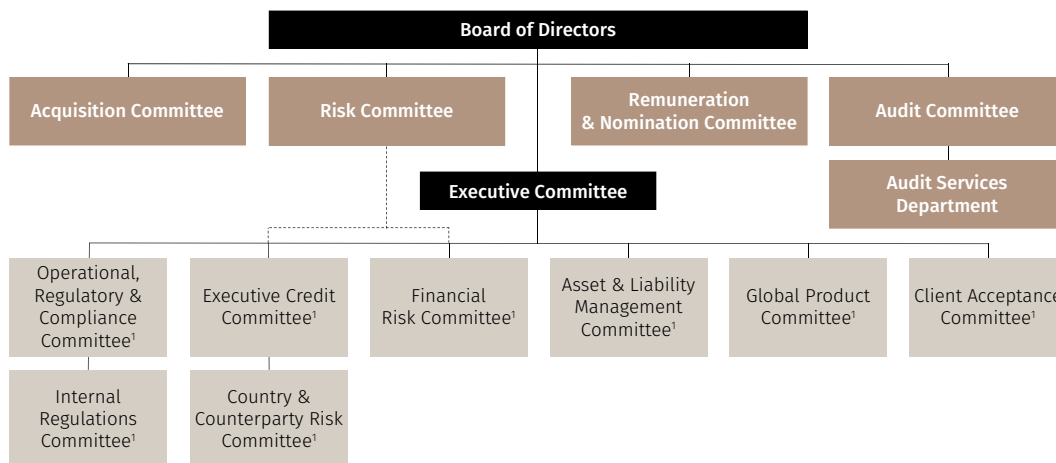 Board of Directors
Acquisition Committee
Risk Committee
Remuneration
& Nomination Committee
Audit Committee
Executive Committee
Audit Services
Department
Operational,
Regulatory &
Compliance
Committee¹
Executive Credit
Committee¹
Financial
Risk Committee¹
Asset & Liability
Management
Committee¹
Global Product
Committee¹
Client Acceptance
Committee¹
Internal
Regulations
Committee¹
Country &
Counterparty Risk
Committee¹